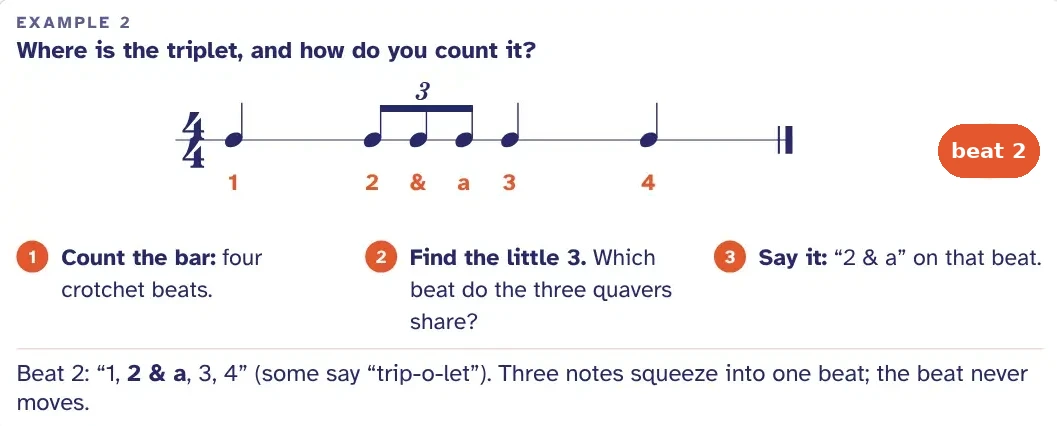 EXAMPLE 2
Where is the triplet, and how do you count it?
3
4
4
1 2 & a 3 4
beat 2
1 Count the bar: four
crotchet beats.
2 Find the little 3. Which
beat do the three quavers
share?
3 Say it: “2 & a” on that beat.
Beat 2: “1, 2 & a, 3, 4” (some say “trip-o-let”). Three notes squeeze into one beat; the beat never
moves.